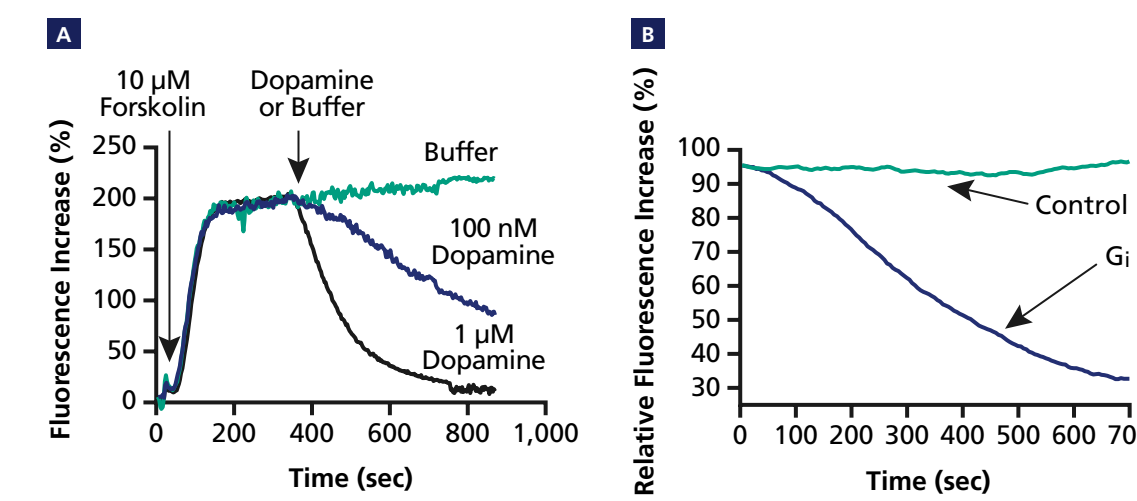 A
10 µM
Forskolin
Dopamine
or Buffer
Fluorescence Increase (%)
250
200
150
100
50
0
Buffer
100 nM
Dopamine
1 µM
Dopamine
0 200 400 600 800 1,000
Time (sec)
B
Relative Fluorescence Increase (%)
100
90
80
70
60
50
40
30
Control
Gi
0 100 200 300 400 500 600 70
Time (sec)